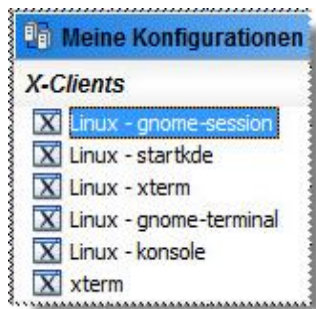 Meine Konfigurationen
X-Clients
Linux - gnome-session
Linux - startkde
Linux - xterm
Linux - gnome-terminal
Linux - konsole
xterm